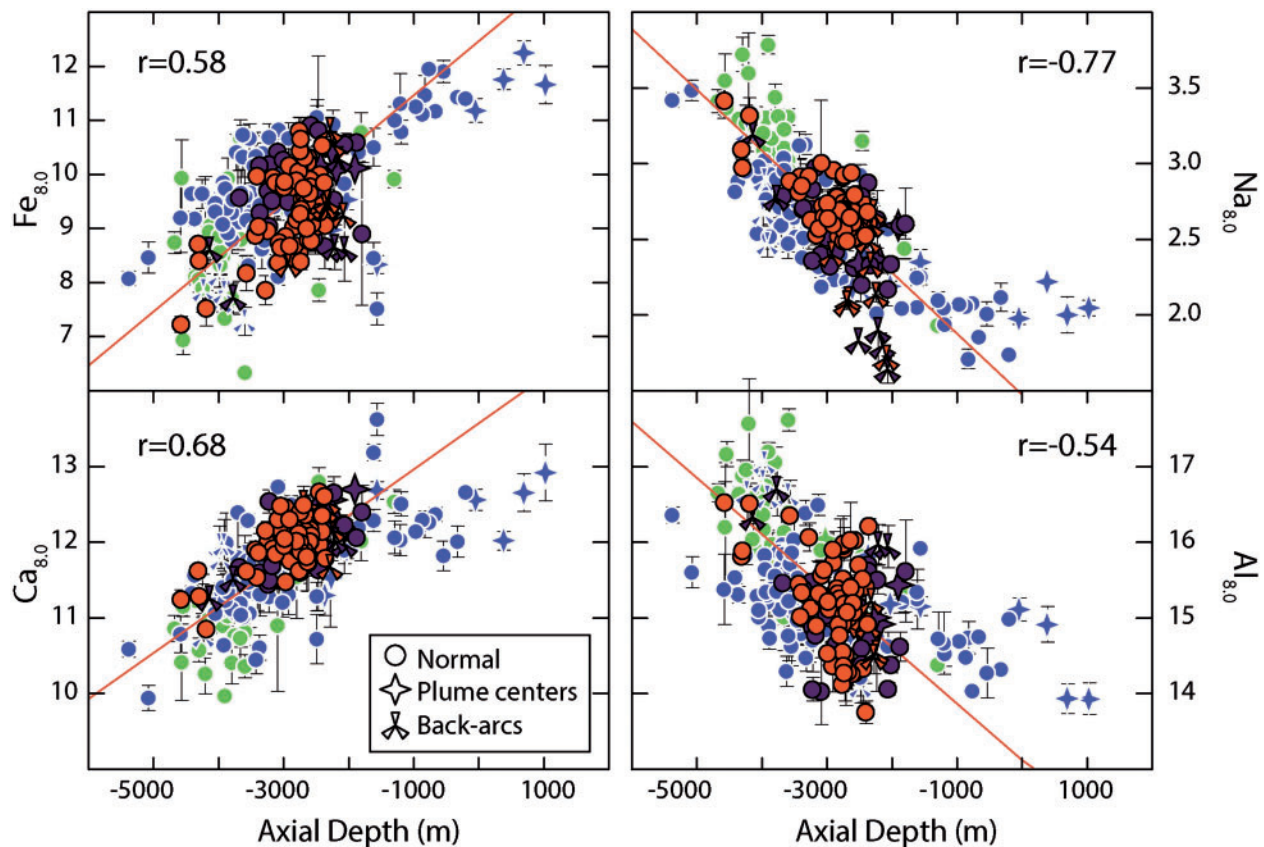 r=0.58
12
11
10
9
8
7
Fe8.0
r=-0.77
3.5
3.0
2.5
2.0
Na8.0
r=0.68
13
12
11
10
Ca8.0
Normal
Plume centers
Back-arcs
r=-0.54
17
16
15
14
Al8.0
-5000 -3000 -1000 1000
Axial Depth (m)
-5000 -3000 -1000 1000
Axial Depth (m)